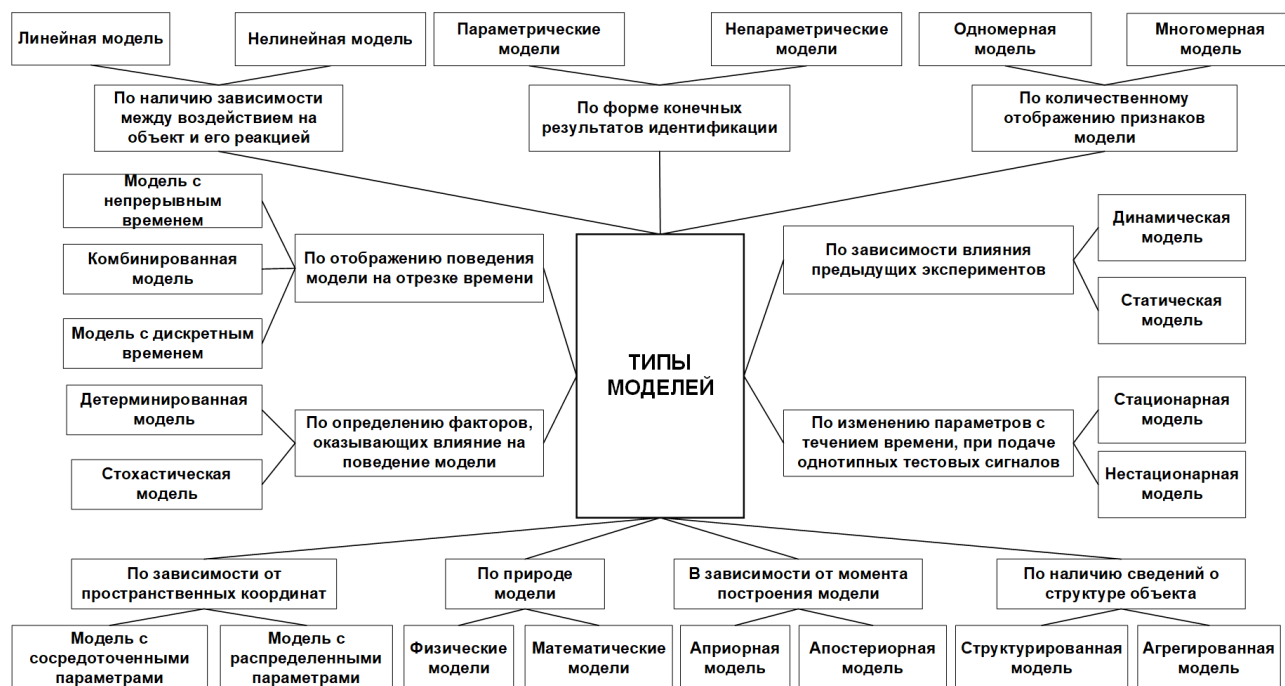 Линейная модель
Нелинейная модель
Параметрические
модели
Непараметрические
модели
Одномерная
модель
Многомерная
модель
По наличию зависимости
между воздействием на
объект и его реакцией
По форме конечных
результатов идентификации
По количественному
отображению признаков
модели
Модель с
непрерывным
временем
Комбинированная
модель
Модель с дискретным
временем
По отображению поведения
модели на отрезке времени
ТИПЫ
МОДЕЛЕЙ
По зависимости влияния
предыдущих экспериментов
Динамическая
модель
Статическая
модель
Детерминированная
модель
Стохастическая
модель
По определению факторов,
оказывающих влияние на
поведение модели
По изменению параметров с
течением времени, при подаче
однотипных тестовых сигналов
Стационарная
модель
Нестационарная
модель
По зависимости от
пространственных координат
По природе
модели
В зависимости от момента
построения модели
По наличию сведений о
структуре объекта
Модель с
сосредоточенными
параметрами
Модель с
распределенными
параметрами
Физические
модели
Математические
модели
Априорная
модель
Апостериорная
модель
Структурированная
модель
Агрегированная
модель